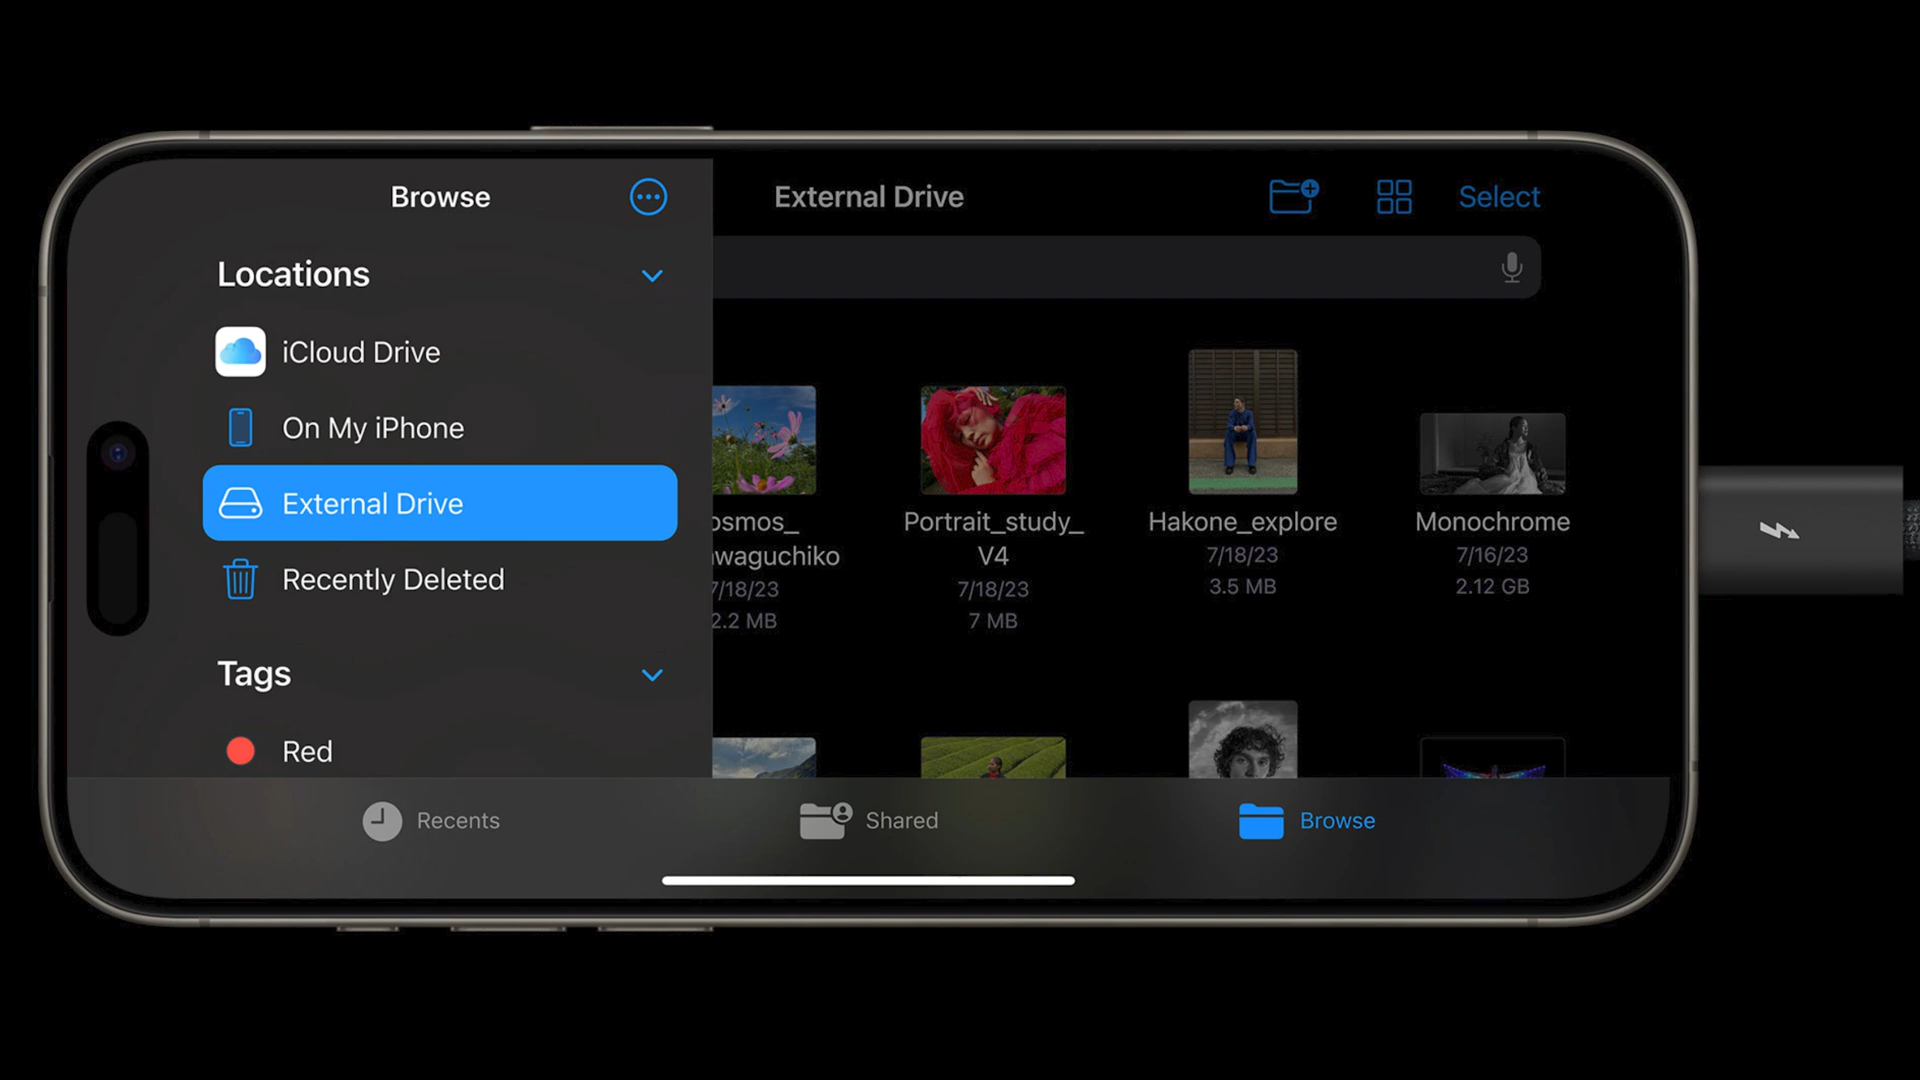 Browse
External Drive
Select
Locations
iCloud Drive
On My iPhone
External Drive
Recently Deleted
Tags
Red
Portrait_study_
V4
7/18/23
7 MB
Hakone_explore
7/18/23
3.5 MB
Monochrome
7/16/23
2.12 GB
osmos_
waguchiko
7/18/23
2.2 MB
Recents
Shared
Browse